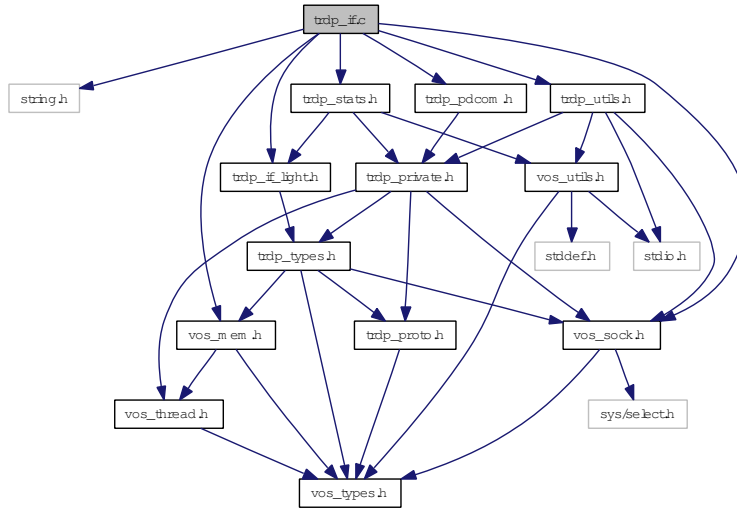 trdp_if.c
string.h
trdp_stats.h
trdp_pdcom.h
trdp_utils.h
trdp_if_light.h
trdp_private.h
vos_utils.h
trdp_types.h
stddef.h
stdio.h
vos_mem.h
trdp_proto.h
vos_sock.h
vos_thread.h
sys/select.h
vos_types.h